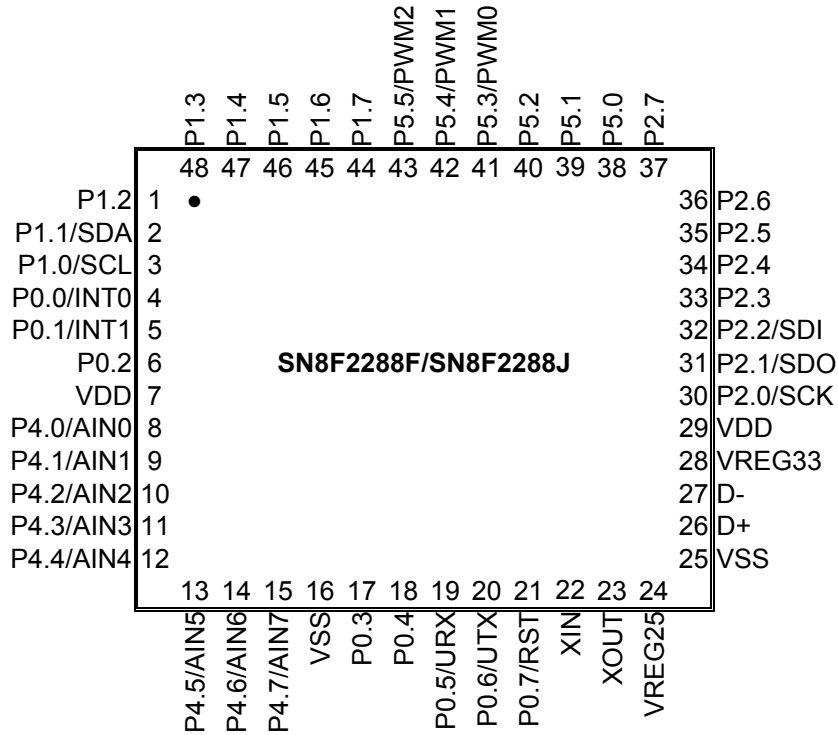 P1.3
P1.4
P1.5
P1.6
P1.7
P5.5/PWM2
P5.4/PWM1
P5.3/PWM0
P5.2
P5.1
P5.0
P2.7
48 47 46 45 44 43 42 41 40 39 38 37
P1.2 1 ● 36 P2.6
P1.1/SDA 2 35 P2.5
P1.0/SCL 3 34 P2.4
P0.0/INT0 4 33 P2.3
P0.1/INT1 5 32 P2.2/SDI
P0.2 6 SN8F2288F/SN8F2288J 31 P2.1/SDO
VDD 7 30 P2.0/SCK
P4.0/AIN0 8 29 VDD
P4.1/AIN1 9 28 VREG33
P4.2/AIN2 10 27 D-
P4.3/AIN3 11 26 D+
P4.4/AIN4 12 25 VSS
13 14 15 16 17 18 19 20 21 22 23 24
P4.5/AIN5
P4.6/AIN6
P4.7/AIN7
VSS
P0.3
P0.4
P0.5/URX
P0.6/UTX
P0.7/RST
XIN
XOUT
VREG25